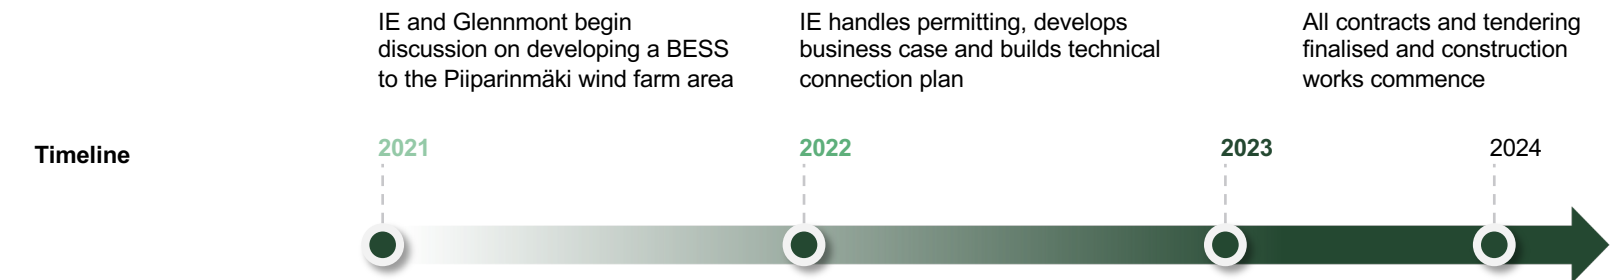 IE and Glennmont begin
discussion on developing a BESS
to the Piiparinmäki wind farm area
IE handles permitting, develops
business case and builds technical
connection plan
All contracts and tendering
finalised and construction
works commence
Timeline
2021
2022
2023
2024